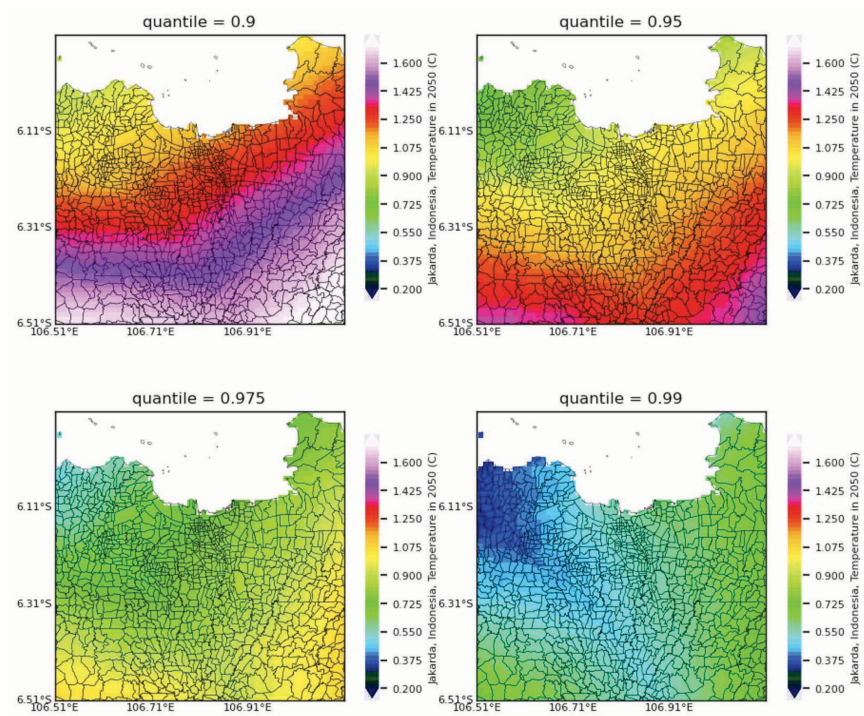 quantile = 0.9
6.11°S
6.31°S
6.51°S
106.51°E 106.71°E 106.91°E
1.600
1.425
1.250
1.075
0.900
0.725
0.550
0.375
0.200
Jakarda, Indonesia, Temperature in 2050 (C)
quantile = 0.95
6.11°S
6.31°S
6.51°S
106.51°E 106.71°E 106.91°E
1.600
1.425
1.250
1.075
0.900
0.725
0.550
0.375
0.200
Jakarda, Indonesia, Temperature in 2050 (C)
quantile = 0.975
6.11°S
6.31°S
6.51°S
106.51°E 106.71°E 106.91°E
1.600
1.425
1.250
1.075
0.900
0.725
0.550
0.375
0.200
Jakarda, Indonesia, Temperature in 2050 (C)
quantile = 0.99
6.11°S
6.31°S
6.51°S
106.51°E 106.71°E 106.91°E
1.600
1.425
1.250
1.075
0.900
0.725
0.550
0.375
0.200
Jakarda, Indonesia, Temperature in 2050 (C)